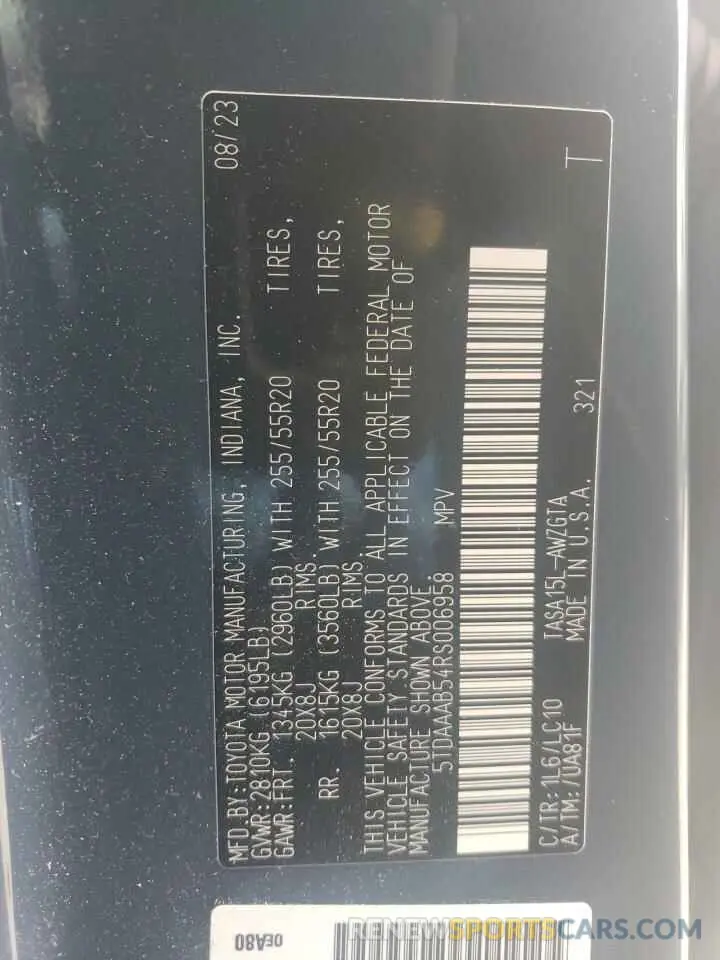 MFD.BY:TOYOTA MOTOR MANUFACTURING, INDIANA, INC. 08/23
GVWR:2810KG (6195LB)
GAWR:FRT. 1345KG (2960LB) WITH 255/55R20 TIRES,
20X8J RIMS.
RR. 1615KG (3560LB) WITH 255/55R20 TIRES,
20X8J RIMS.
THIS VEHICLE CONFORMS TO ALL APPLICABLE FEDERAL MOTOR
VEHICLE SAFETY STANDARDS IN EFFECT ON THE DATE OF
MANUFACTURE SHOWN ABOVE.
5TDAAAB54RS006958 MPV
C/TR:1L6/LC10 TASA15L-AWZGTA T
A/TM:/UA81F MADE IN U.S.A. 321
0EA80
RENEWSPORTSCARS.COM